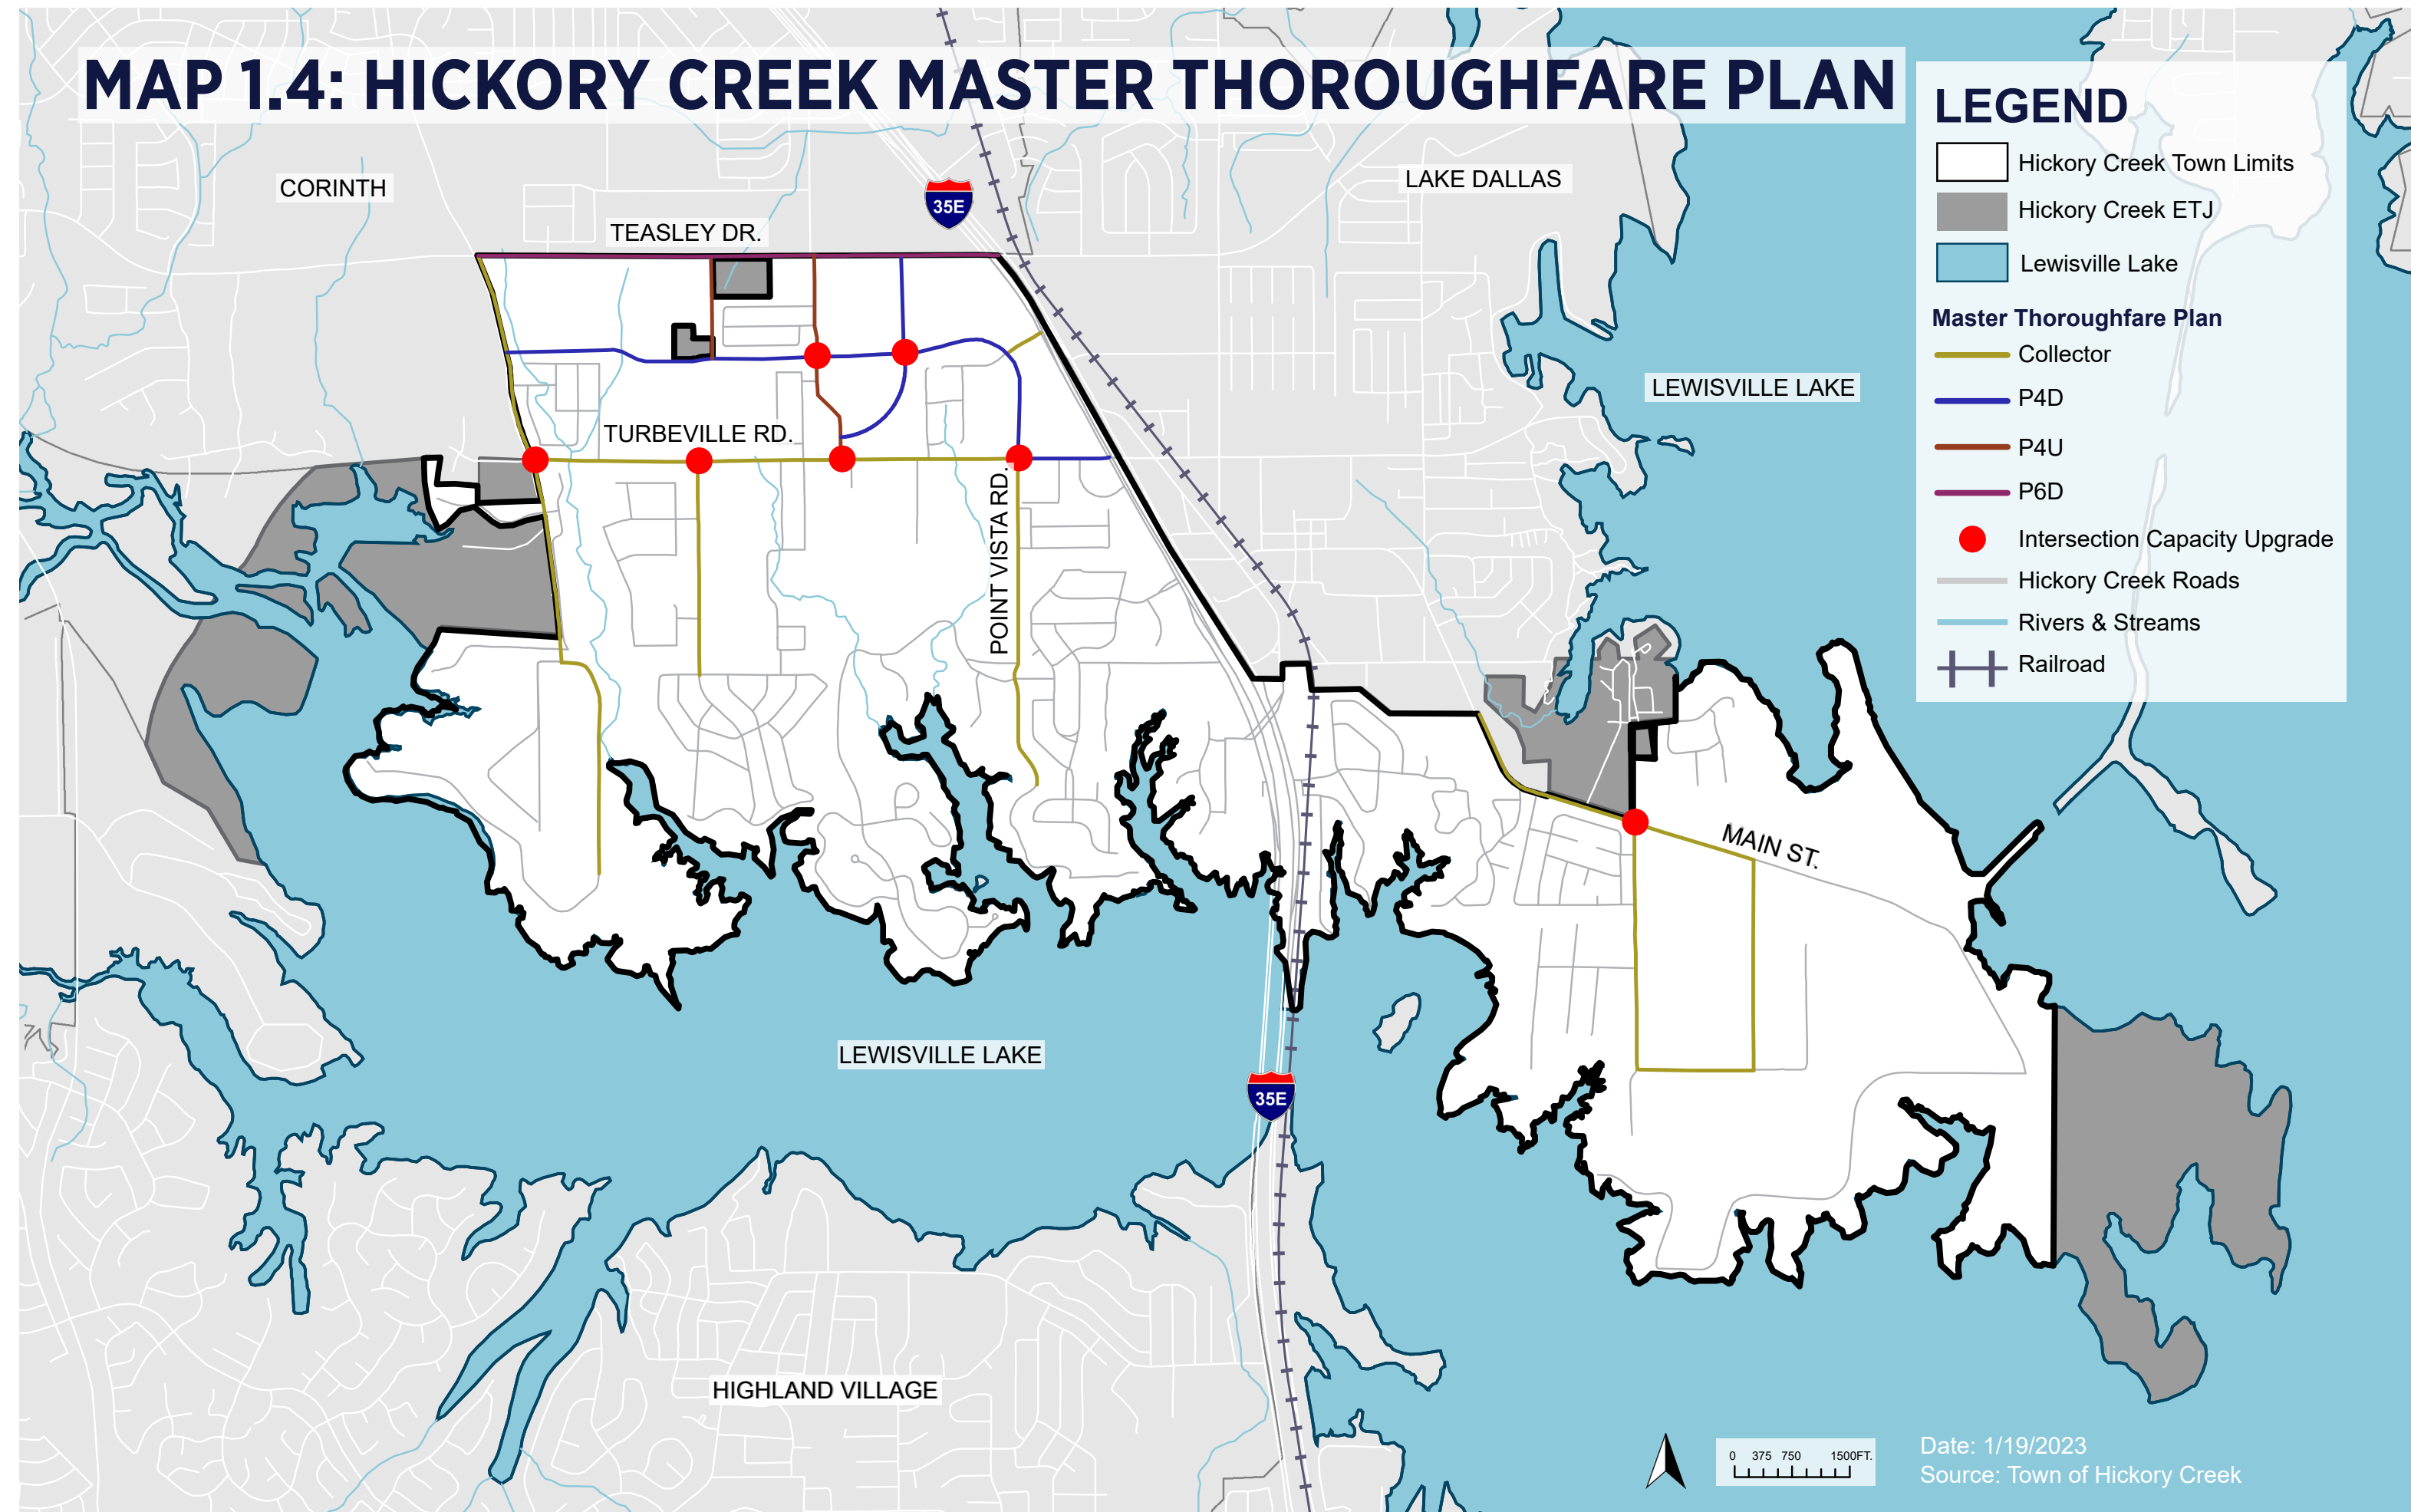 MAP 1.4: HICKORY CREEK MASTER THOROUGHFARE PLAN
LEGEND
Hickory Creek Town Limits
Hickory Creek ETJ
Lewisville Lake
Master Thoroughfare Plan
Collector
P4D
P4U
P6D
Intersection Capacity Upgrade
Hickory Creek Roads
Rivers & Streams
Railroad
CORINTH
LAKE DALLAS
35E
TEASLEY DR.
LEWISVILLE LAKE
TURBEVILLE RD.
POINT VISTA RD.
MAIN ST.
LEWISVILLE LAKE
35E
HIGHLAND VILLAGE
0 375 750 1500FT.
Date: 1/19/2023
Source: Town of Hickory Creek